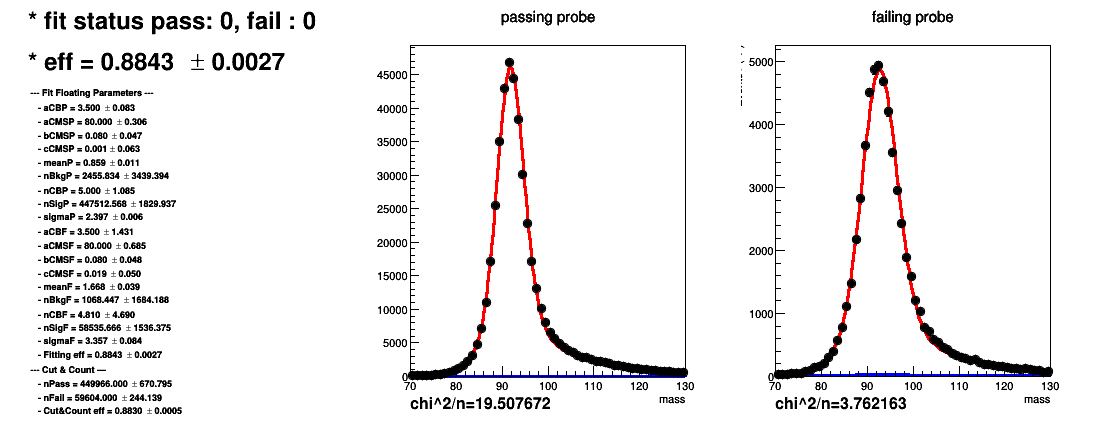 * fit status pass: 0, fail : 0
* eff = 0.8843 ± 0.0027
--- Fit Floating Parameters ---
- aCBP = 3.500 ± 0.083
- aCMSP = 80.000 ± 0.306
- bCMSP = 0.080 ± 0.047
- cCMSP = 0.001 ± 0.063
- meanP = 0.859 ± 0.011
- nBkgP = 2455.834 ± 3439.394
- nCBP = 5.000 ± 1.085
- nSigP = 447512.568 ± 1829.937
- sigmaP = 2.397 ± 0.006
- aCBF = 3.500 ± 1.431
- aCMSF = 80.000 ± 0.685
- bCMSF = 0.080 ± 0.048
- cCMSF = 0.019 ± 0.050
- meanF = 1.668 ± 0.039
- nBkgF = 1068.447 ± 1684.188
- nCBF = 4.810 ± 4.690
- nSigF = 58535.666 ± 1536.375
- sigmaF = 3.357 ± 0.084
- Fitting eff = 0.8843 ± 0.0027
--- Cut & Count ---
- nPass = 449966.000 ± 670.795
- nFail = 59604.000 ± 244.139
- Cut&Count eff = 0.8830 ± 0.0005
passing probe
45000
40000
35000
30000
25000
20000
15000
10000
5000
0
70 80 90 100 110 120 130
mass
chi^2/n=19.507672
failing probe
5000
4000
3000
2000
1000
0
70 80 90 100 110 120 130
mass
chi^2/n=3.762163